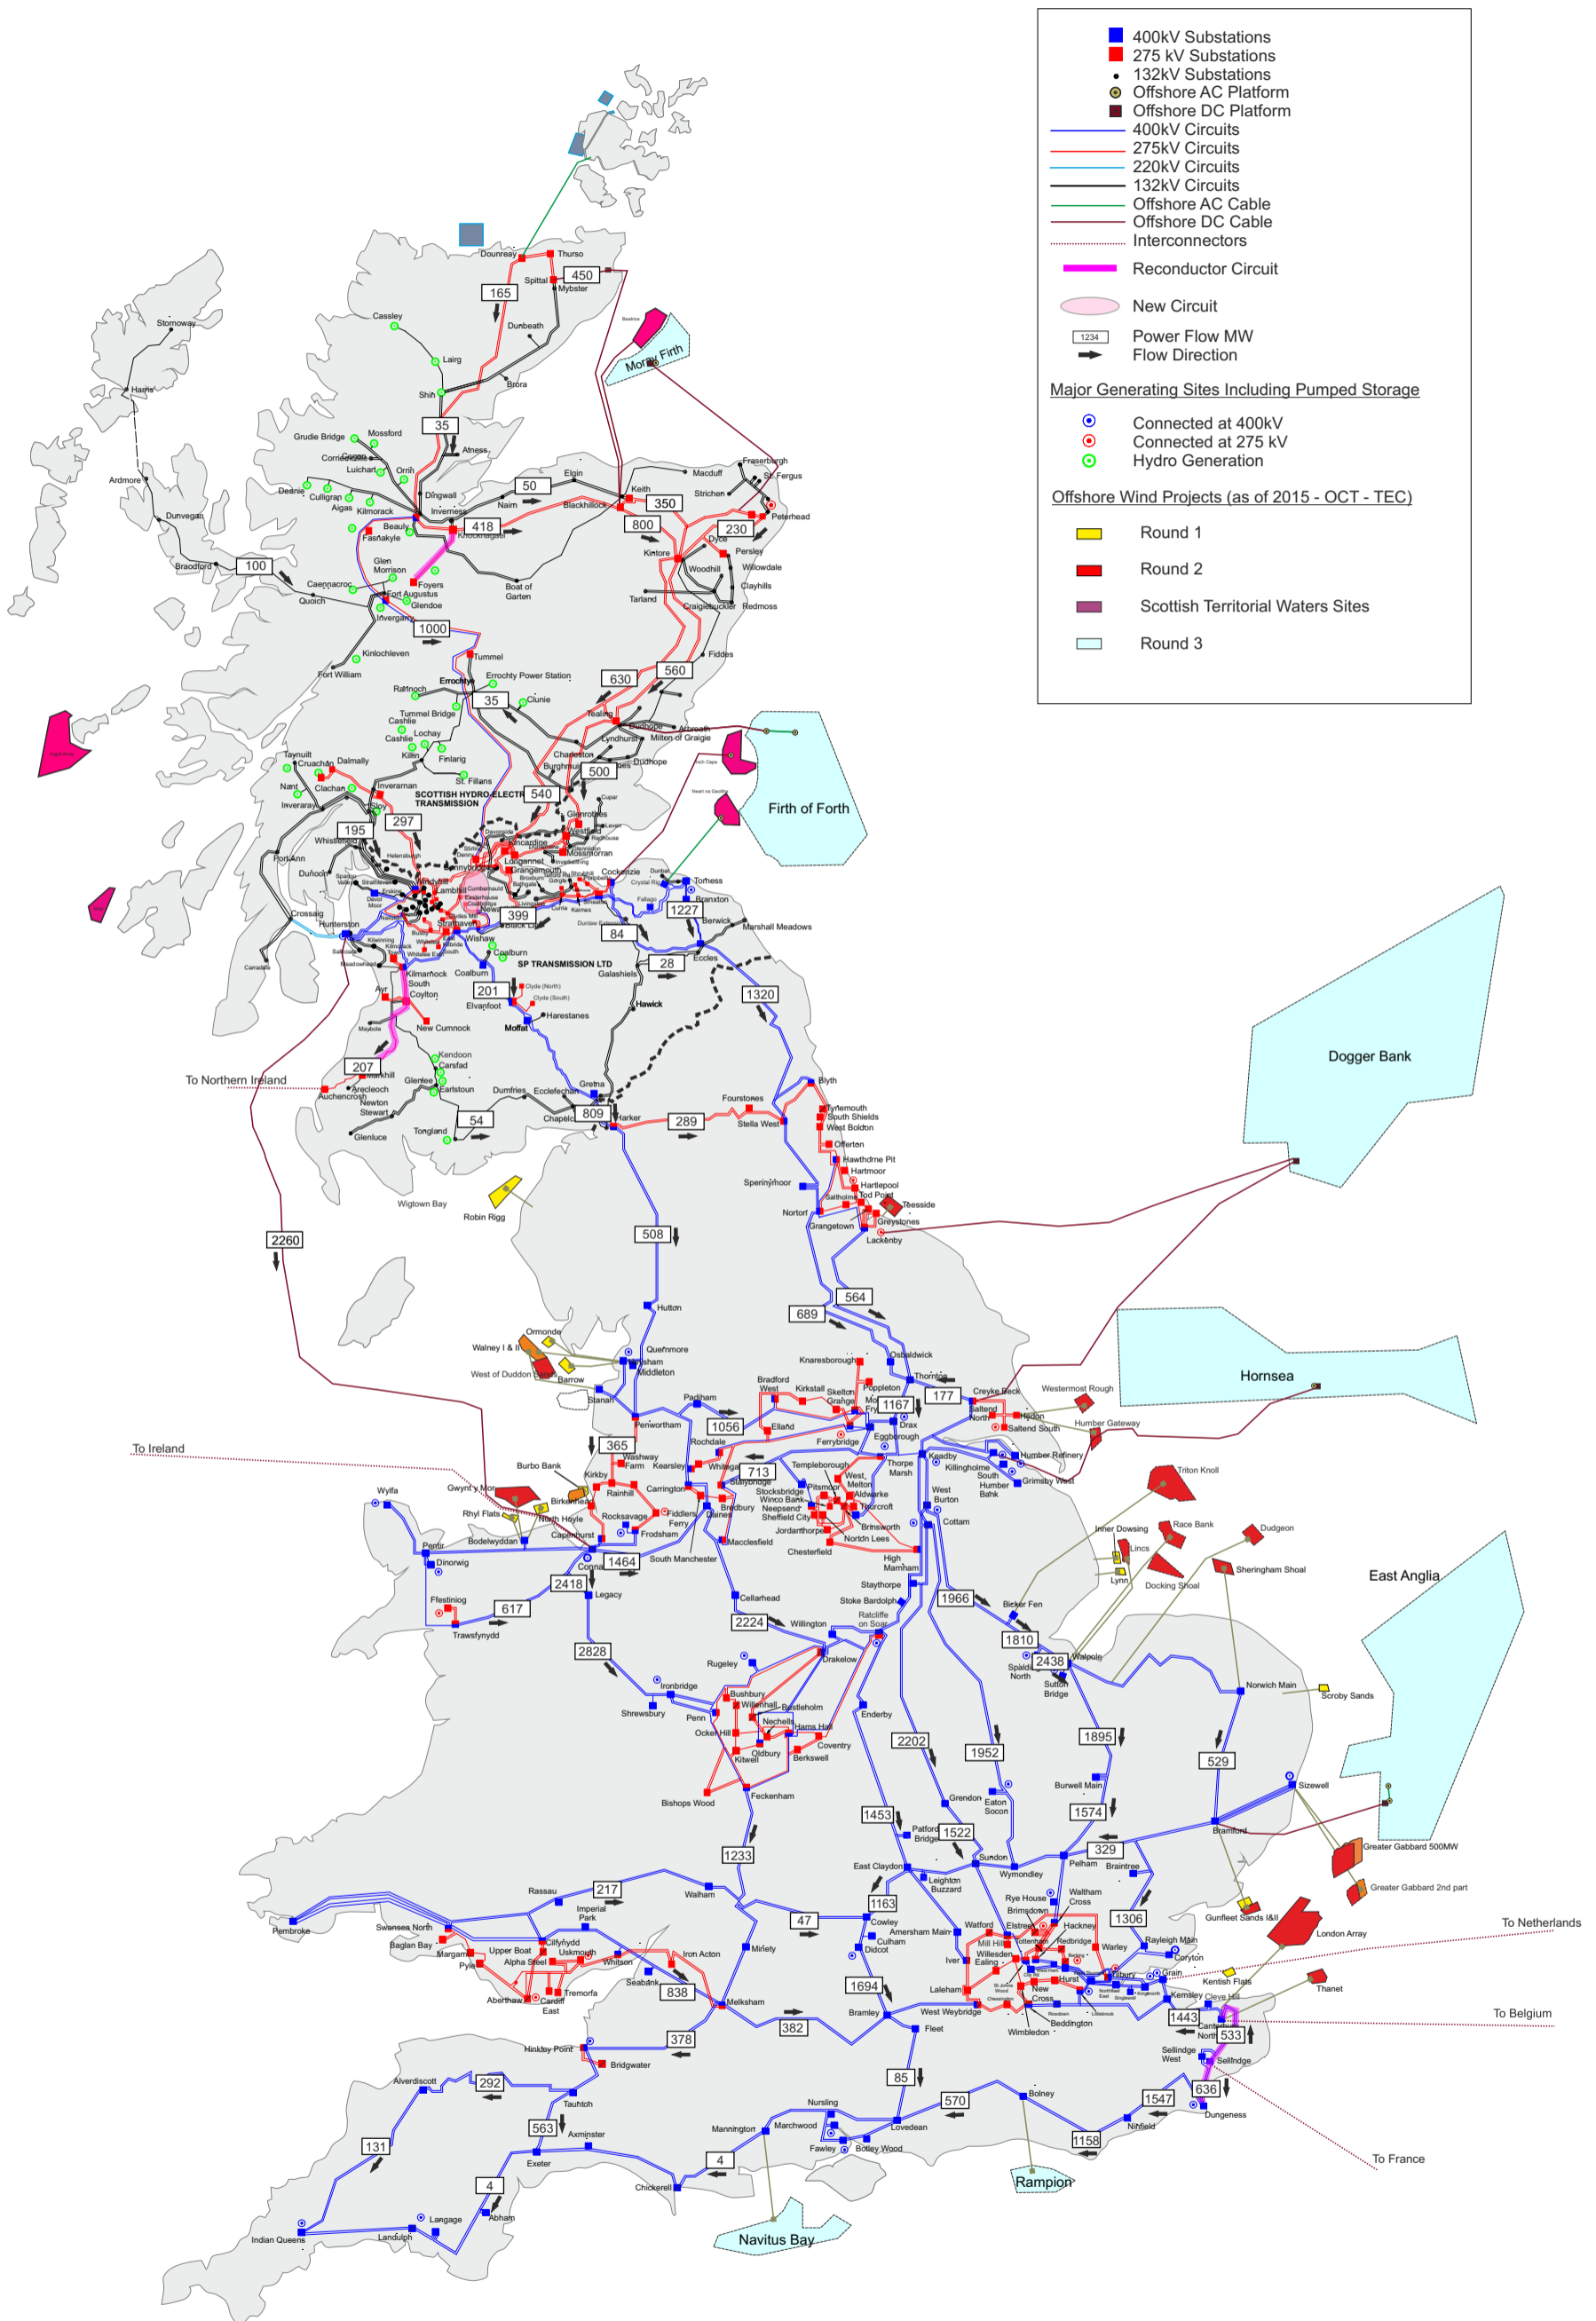 400kV Substations
275 kV Substations
132kV Substations
Offshore AC Platform
Offshore DC Platform
400kV Circuits
275kV Circuits
220kV Circuits
132kV Circuits
Offshore AC Cable
Offshore DC Cable
Interconnectors
Reconductor Circuit
New Circuit
1234
Power Flow MW
Flow Direction
Major Generating Sites Including Pumped Storage
Connected at 400kV
Connected at 275 kV
Hydro Generation
Offshore Wind Projects (as of 2015 - OCT - TEC)
Round 1
Round 2
Scottish Territorial Waters Sites
Round 3
Dounreay
Thurso
Spittal
450
Mybster
165
Stornoway
Cassley
Dunbeath
Beatrice
Moray Firth
Lairg
Harris
Brora
Shin
35
Mossford
Grudie Bridge
Alness
Luichart
Orrin
Elgin
Macduff
Fraserburgh
St. Fergus
Ardmore
Deanie
Culligran
Aigas
Kilmorack
Dingwall
Nairn
50
Keith
350
Strichen
Blackhillock
Dunvegan
Inverness
Beauly
418
Knocknagael
800
230
Peterhead
Fasnakyle
Dyce
Kintore
Persley
Braodford
100
Glen
Morrison
Woodhill
Willowdale
Caennacroc
Foyers
Boat of
Garten
Clayhills
Quoich
Fort Augustus
Glendoe
Tarland
Craigiebuckler
Redmoss
Invergarry
1000
Kinlochleven
Tummel
Fiddes
Fort William
Errochty
Errochty Power Station
630
560
Rannoch
35
Clunie
Tummel Bridge
Tealing
Cashlie
Dudhope
Arbroath
Lochay
Cashlie
Lyndhurst
Milton of Graigie
Killin
Finlarig
Charleston
Taynuilt
Dalmally
Burghmuir
Dudhope
Cruachan
St. Fillans
500
Nant
Clachan
Inverarnan
SCOTTISH HYDRO-ELECTR
TRANSMISSION
540
Cupar
Firth of Forth
Inveraray
Sloy
Glenrothes
Leven
195
297
Westfield
Redhouse
Whistlefield
Kincardine
Helensburgh
Mossmorran
Port Ann
Longannet
Grangemouth
Dunoon
Windyhill
Cockenzie
Dunbar
Torness
Lambhill
Crystal Rig
Branxton
Crossaig
399
Fallago
1227
Hunterston
Strathaven
Berwick
Marshall Meadows
Wishaw
84
Carradale
Coalburn
Eccles
Kilmarnock
South
Coalburn
SP TRANSMISSION LTD
28
Galashiels
Ayr
Coylton
201
Clyde (North)
Clyde (South)
1320
Elvanfoot
Hawick
Maybole
Harestanes
New Cumnock
Moffat
Dogger Bank
207
Kendoon
Carsfad
To Northern Ireland
Markhill
Gretna
Arecleoch
Glenlee
Earlstoun
Auchencrosh
Newton
Stewart
Dumfries
Ecclefechan
Blyth
Fourstones
Tynemouth
54
Chapelc
809
Harker
289
South Shields
Stella West
West Boldon
Glenluce
Tongland
Offerton
Hawthorne Pit
Hartmoor
Hartlepool
Wigtown Bay
Robin Rigg
Saltholme
Tod Point
Teesside
Greystones
Grangetown
Lackenby
2260
508
564
689
Hutton
Ormonde
Walney I & II
Quernmore
Osbaldwick
Middleton
Knaresborough
Hornsea
West of Duddon Sands
Barrow
Thornton
Bradford
West
Kirkstall
Skelton
Grange
Poppleton
Stanah
Padiham
177
Creyke Beck
Westermost Rough
Penwortham
1056
1167
Saltend
North
Hedon
Elland
Drax
Saltend South
Humber Gateway
Rochdale
Ferrybridge
Eggborough
To Ireland
365
Washway
Farm
Kearsley
Whitegate
713
Templeborough
Thorpe
Marsh
Keadby
Humber Refinery
Burbo Bank
Kirkby
Stalybridge
West
Melton
Killingholme
South
Humber
Bank
Grimsby West
Triton Knoll
Gwynt y Mor
Rainhill
Carrington
Stocksbridge
Pitsmoor
Aldwarke
Wylfa
Birkenhead
Winco Bank
Thurcroft
West
Burton
Rhyl Flats
North Hoyle
Rocksavage
Fiddlers
Ferry
Bredbury
Daines
Neepsend
Sheffield City
Brinsworth
Cottam
Capenhurst
Frodsham
Macclesfield
Jordanthorpe
Norton Lees
Inner Dowsing
Race Bank
Dudgeon
Pentir
Bodelwyddan
Lincs
Dinorwig
1464
South Manchester
Chesterfield
High
Marnham
Lynn
Docking Shoal
Sheringham Shoal
2418
Legacy
Staythorpe
East Anglia
Ffestiniog
617
Cellarhead
Stoke Bardolph
1966
Bicker Fen
Trawsfynydd
2224
Willington
Ratcliffe
on Soar
1810
2828
Drakelow
2438
Walpole
Rugeley
Spalding
North
Sutton
Bridge
Norwich Main
Ironbridge
Bushbury
Scroby Sands
Shrewsbury
Willenhall
Bustleholm
Enderby
Penn
Nechells
Hams Hall
Ocker Hill
2202
1952
1895
Oldbury
Coventry
529
Kitwell
Berkswell
Sizewell
Burwell Main
Bishops Wood
Feckenham
Grendon
Eaton
Socon
1453
1574
Bramford
1233
Patford
Bridge
1522
329
Greater Gabbard 500MW
East Claydon
Sundon
Pelham
Braintree
Leighton
Buzzard
Wymondley
Greater Gabbard 2nd part
Rassau
217
Walham
Rye House
Waltham
Cross
1163
Brimsdown
1306
Gunfleet Sands I&II
Imperial
Park
Pembroke
47
Cowley
Amersham Main
Watford
Elstree
Hackney
To Netherlands
Swansea North
Culham
Mill Hill
Tottenham
Redbridge
Rayleigh Main
London Array
Baglan Bay
Cilfynydd
Didcot
Willesden
Warley
Margam
Upper Boat
Uskmouth
Iron Acton
Minety
Ealing
Coryton
Pyle
Alpha Steel
Whitson
Iver
Tilbury
Grain
Seabank
Hurst
Kentish Flats
838
1694
Laleham
New
Cross
Kemsley
Cleve Hill
Thanet
Aberthaw
Cardiff
East
Tremorfa
Melksham
Bramley
West Weybridge
Beddington
1443
Canterbury
North
To Belgium
382
Fleet
Wimbledon
533
378
Hinkley Point
Sellindge
West
Sellindge
Bridgwater
85
Alverdiscott
292
Bolney
1547
636
Taunton
Nursling
570
Dungeness
563
Mannington
Marchwood
Lovedean
Ninfield
Axminster
131
1158
Exeter
Fawley
Botley Wood
4
To France
4
Chickerell
Rampion
Langage
Abham
Indian Queens
Landulph
Navitus Bay